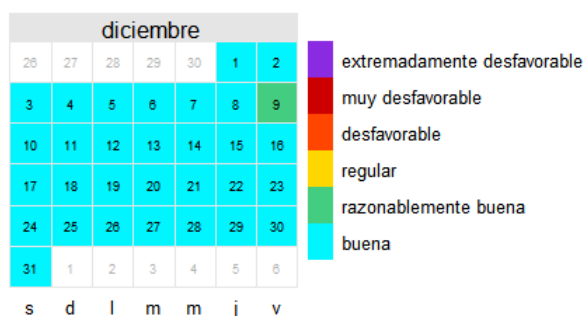 diciembre
26 27 28 29 30 1 2
3 4 5 6 7 8 9
10 11 12 13 14 15 16
17 18 19 20 21 22 23
24 25 26 27 28 29 30
31 1 2 3 4 5 6
s d l m m j v
extremadamente desfavorable
muy desfavorable
desfavorable
regular
razonablemente buena
buena